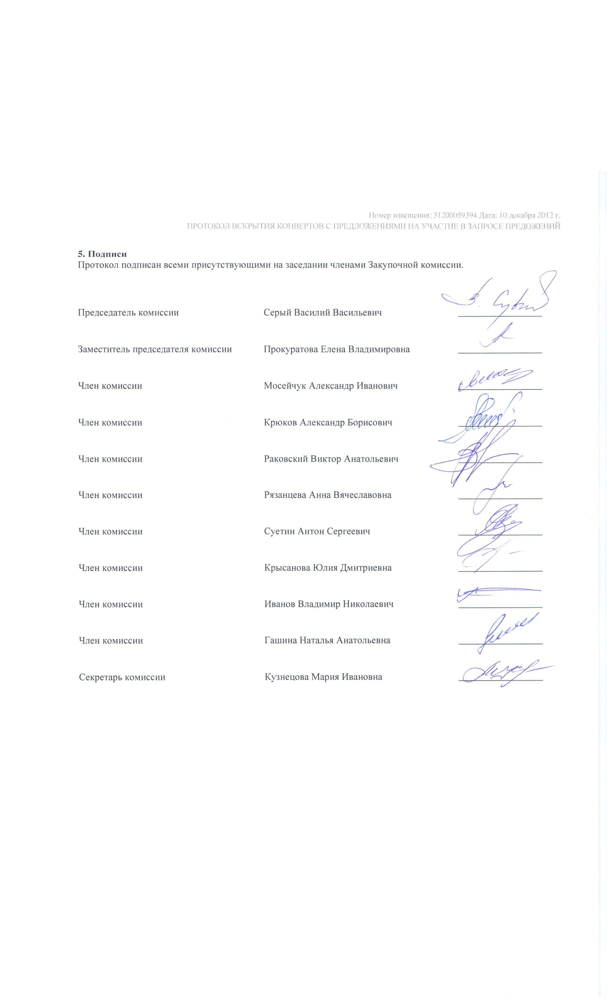 Номер извещения: 31200059394 Дата: 10 декабря 2012 г.
ПРОТОКОЛ ВСКРЫТИЯ КОНВЕРТОВ С ПРЕДЛОЖЕНИЯМИ НА УЧАСТИЕ В ЗАПРОСЕ ПРЕДОЖЕНИЙ
5. Подписи
Протокол подписан всеми присутствующими на заседании членами Закупочной комиссии.
Председатель комиссии Серый Василий Васильевич
Заместитель председателя комиссии Прокуратова Елена Владимировна
Член комиссии Мосейчук Александр Иванович
Член комиссии Крюков Александр Борисович
Член комиссии Раковский Виктор Анатольевич
Член комиссии Рязанцева Анна Вячеславовна
Член комиссии Суетин Антон Сергеевич
Член комиссии Крысанова Юлия Дмитриевна
Член комиссии Иванов Владимир Николаевич
Член комиссии Гашина Наталья Анатольевна
Секретарь комиссии Кузнецова Мария Ивановна